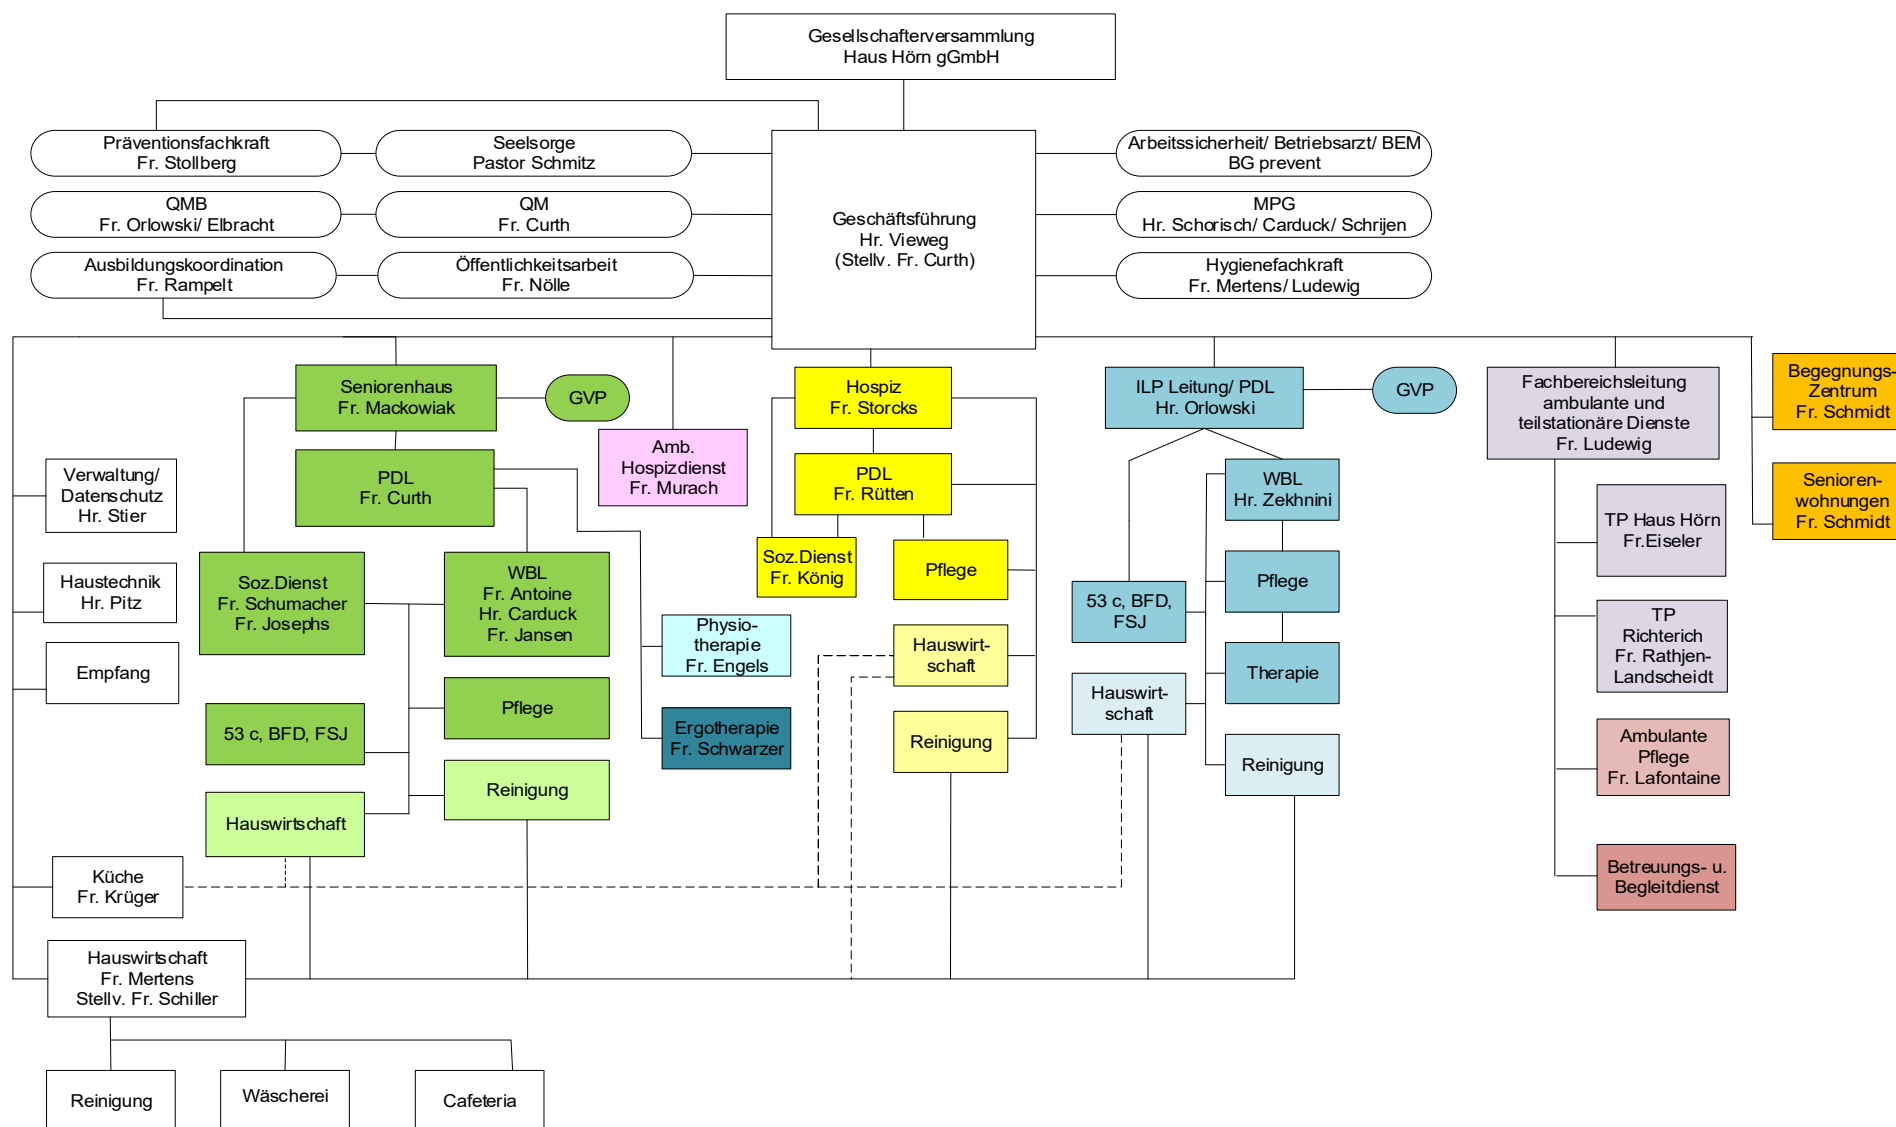 Gesellschafterversammlung
Haus Hörn gGmbH
Präventionsfachkraft
Fr. Stollberg
Seelsorge
Pastor Schmitz
Arbeitssicherheit/ Betriebsarzt/ BEM
BG prevent
QMB
Fr. Orlowski/ Elbracht
QM
Fr. Curth
Geschäftsführung
Hr. Vieweg
(Stellv. Fr. Curth)
MPG
Hr. Schorisch/ Carduck/ Schrijen
Ausbildungskoordination
Fr. Rampelt
Öffentlichkeitsarbeit
Fr. Nölle
Hygienefachkraft
Fr. Mertens/ Ludewig
Seniorenhaus
Fr. Mackowiak
GVP
Hospiz
Fr. Storcks
ILP Leitung/ PDL
Hr. Orlowski
GVP
Fachbereichsleitung
ambulante und
teilstationäre Dienste
Fr. Ludewig
Begegnungs-
Zentrum
Fr. Schmidt
Verwaltung/
Datenschutz
Hr. Stier
PDL
Fr. Curth
Amb.
Hospizdienst
Fr. Murach
PDL
Fr. Rütten
WBL
Hr. Zekhnini
TP Haus Hörn
Fr.Eiseler
Senioren-
wohnungen
Fr. Schmidt
Haustechnik
Hr. Pitz
Soz.Dienst
Fr. Schumacher
Fr. Josephs
WBL
Fr. Antoine
Hr. Carduck
Fr. Jansen
Soz.Dienst
Fr. König
Pflege
53 c, BFD,
FSJ
Pflege
TP
Richterich
Fr. Rathjen-
Landscheidt
Empfang
Physio-
therapie
Fr. Engels
Hauswirt-
schaft
Hauswirt-
schaft
Therapie
53 c, BFD, FSJ
Pflege
Ergotherapie
Fr. Schwarzer
Reinigung
Reinigung
Ambulante
Pflege
Fr. Lafontaine
Hauswirtschaft
Reinigung
Küche
Fr. Krüger
Betreuungs- u.
Begleitdienst
Hauswirtschaft
Fr. Mertens
Stellv. Fr. Schiller
Reinigung
Wäscherei
Cafeteria